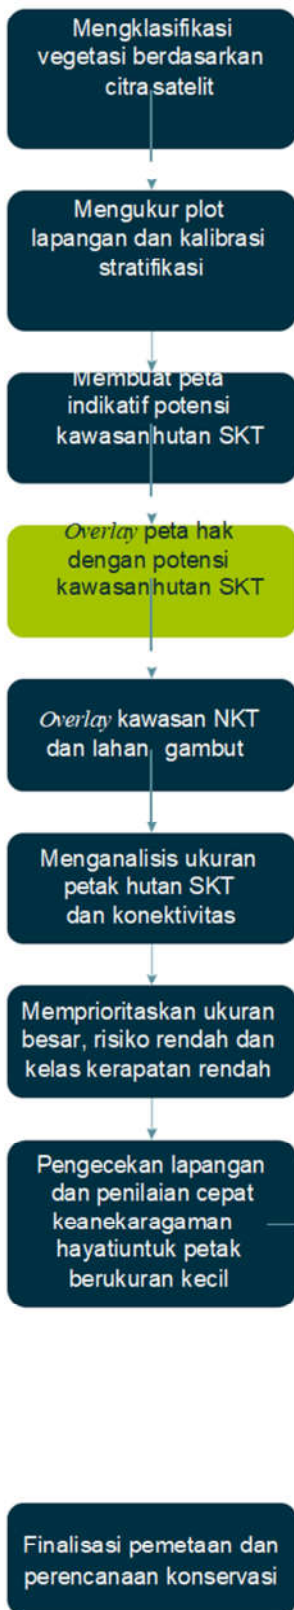 Mengklasifikasi
vegetasi berdasarkan
citra satelit
Mengukur plot
lapangan dan kalibrasi
stratifikasi
Membuat peta
indikatif potensi
kawasan hutan SKT
Overlay peta hak
dengan potensi
kawasan hutan SKT
Overlay kawasan NKT
dan lahan gambut
Menganalisis ukuran
petak hutan SKT
dan konektivitas
Memprioritaskan ukuran
besar, risiko rendah dan
kelas kerapatan rendah
Pengecekan lapangan
dan penilaian cepat
keanekaragaman
hayatiuntuk petak
berukuran kecil
Finalisasi pemetaan dan
perencanaan konservasi